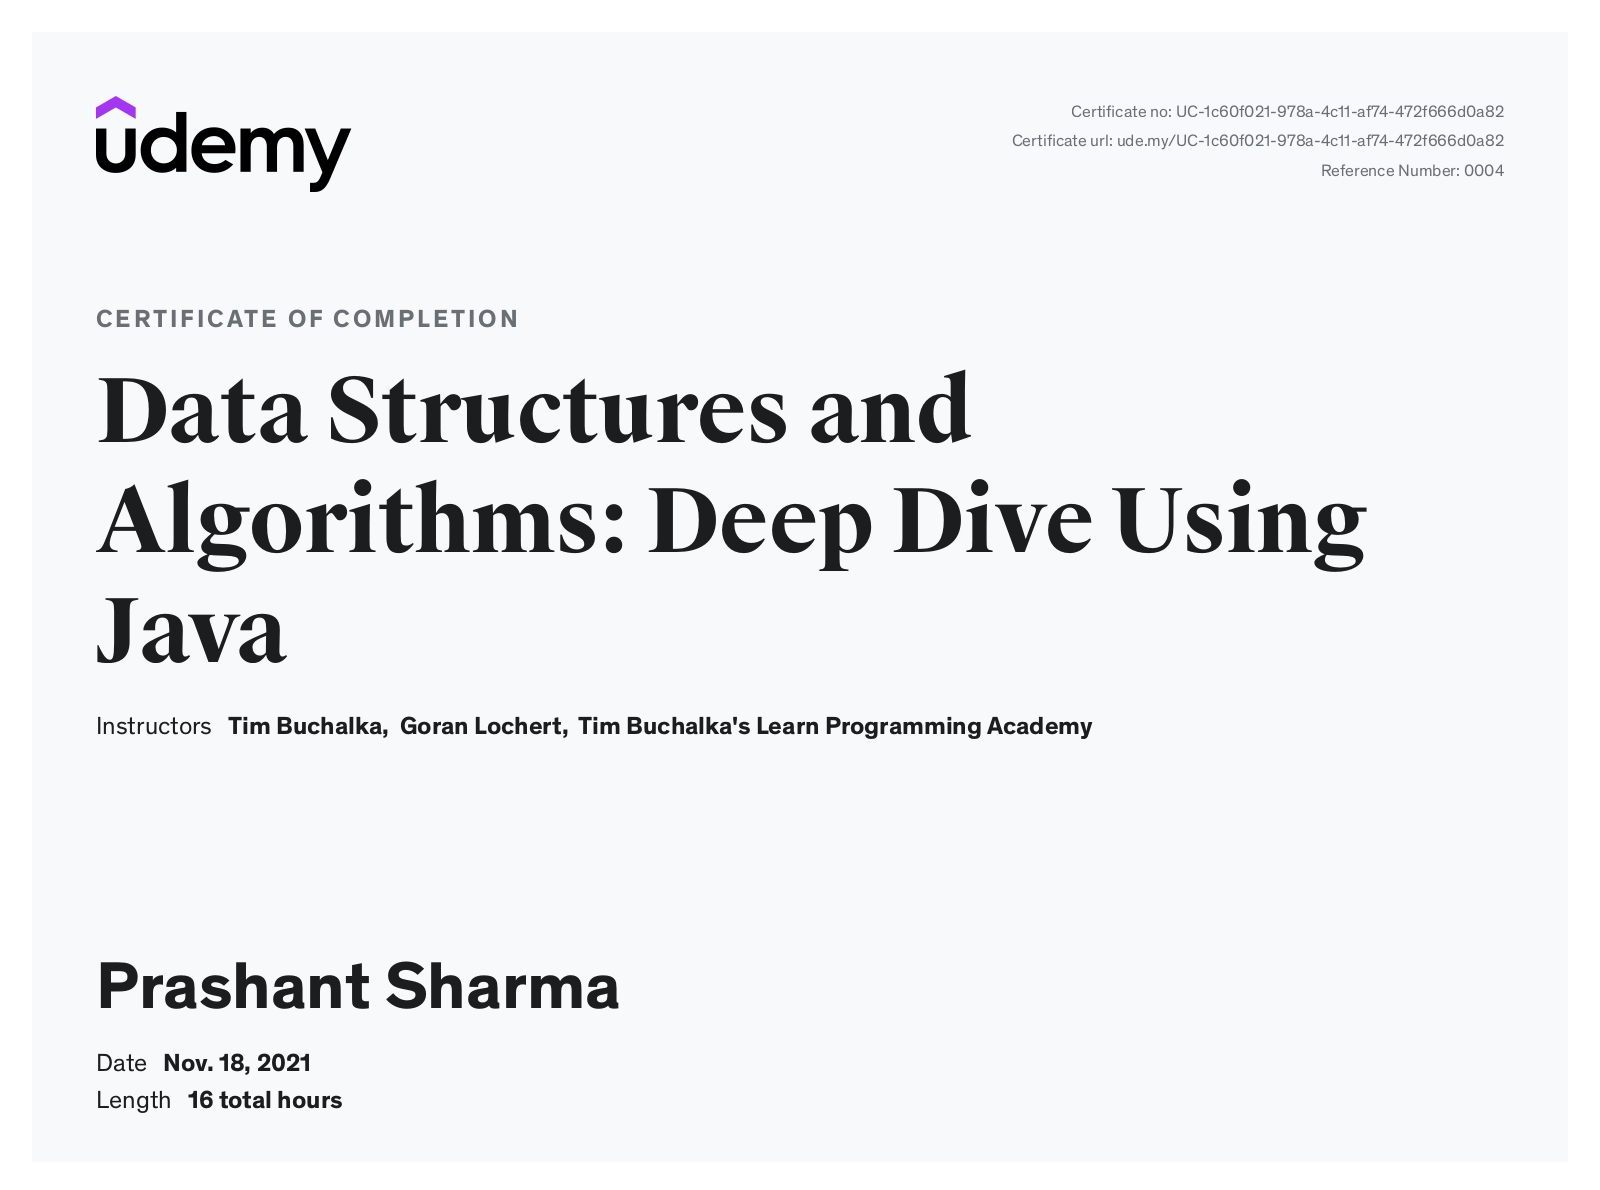 udemy
Certificate no: UC-1c60f021-978a-4c11-af74-472f666d0a82
Certificate url: ude.my/UC-1c60f021-978a-4c11-af74-472f666d0a82
Reference Number: 0004
CERTIFICATE OF COMPLETION
Data Structures and
Algorithms: Deep Dive Using
Java
Instructors Tim Buchalka, Goran Lochert, Tim Buchalka's Learn Programming Academy
Prashant Sharma
Date Nov. 18, 2021
Length 16 total hours